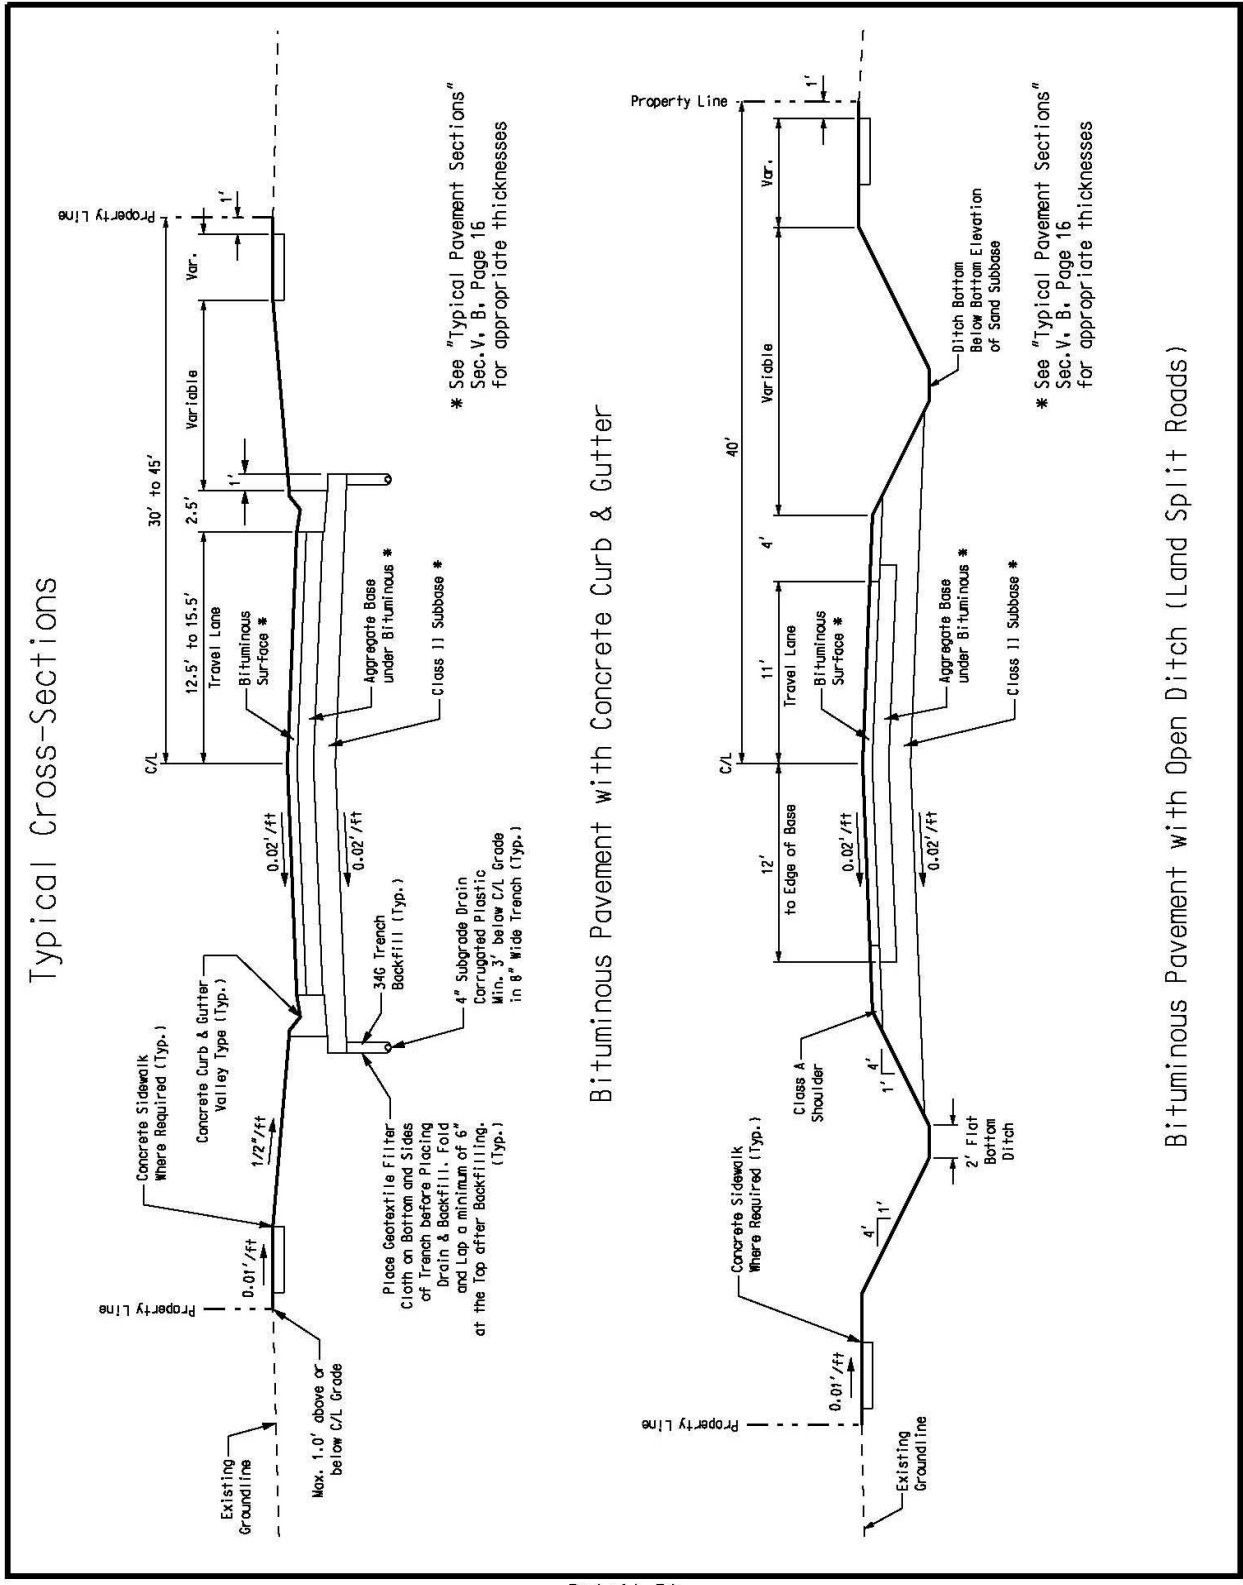 Typical Cross-Sections
30' to 45'
C/L
Property Line
Property Line
12.5' to 15.5'
Travel Lane
2.5'
Variable
Var.
1'
1'
Existing
Groundline
Max. 1.0' above or
below C/L Grade
0.01'/ft
Concrete Sidewalk
Where Required (Typ.)
1/2"/ft
Concrete Curb & Gutter
Valley Type (Typ.)
0.02'/ft
0.02'/ft
Bituminous
Surface *
Aggregate Base
under Bituminous *
Class II Subbase *
Place Geotextile Filter
Cloth on Bottom and Sides
of Trench before Placing
Drain & Backfill. Fold
and Lap a minimum of 6"
at the Top after Backfilling.
(Typ.)
34G Trench
Backfill (Typ.)
4" Subgrade Drain
Corrugated Plastic
Min. 3' below C/L Grade
in 8" Wide Trench (Typ.)
* See "Typical Pavement Sections"
Sec.V. B. Page 16
for appropriate thicknesses
Bituminous Pavement with Concrete Curb & Gutter
Property Line
Property Line
40'
C/L
12'
to Edge of Base
11'
Travel Lane
4'
Variable
Var.
1'
Existing
Groundline
0.01'/ft
Concrete Sidewalk
Where Required (Typ.)
4'
1'
2' Flat
Bottom
Ditch
4'
1'
Class A
Shoulder
0.02'/ft
0.02'/ft
Bituminous
Surface *
Aggregate Base
under Bituminous *
Class II Subbase *
Ditch Bottom
Below Bottom Elevation
of Sand Subbase
* See "Typical Pavement Sections"
Sec.V. B. Page 16
for appropriate thicknesses
Bituminous Pavement with Open Ditch (Land Split Roads)